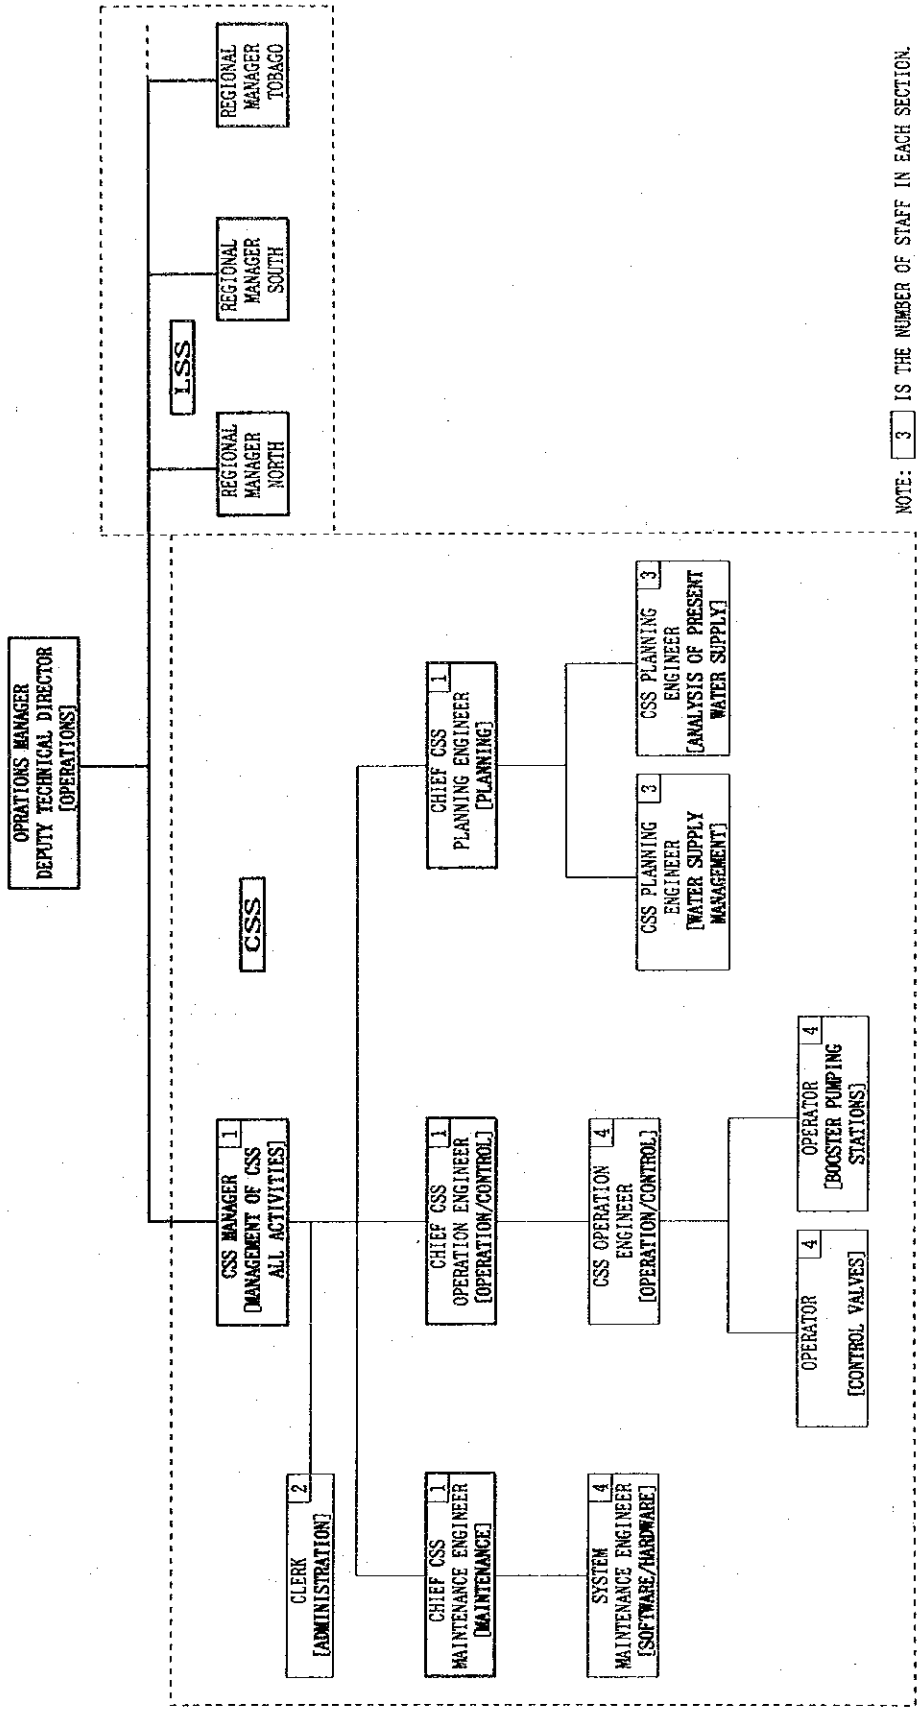 OPRATIONS MANAGER
DEPUTY TECHNICAL DIRECTOR
[OPERATIONS]
LSS
REGIONAL
MANAGER
NORTH
REGIONAL
MANAGER
SOUTH
REGIONAL
MANAGER
TOBAGO
CSS
CSS MANAGER 1
[MANAGEMENT OF CSS
ALL ACTIVITIES]
CLERK 2
[ADMINISTRATION]
CHIEF CSS 1
MAINTENANCE ENGINEER
[MAINTENANCE]
CHIEF CSS 1
OPERATION ENGINEER
[OPERATION/CONTROL]
CHIEF CSS 1
PLANNING ENGINEER
[PLANNING]
SYSTEM 4
MAINTENANCE ENGINEER
[SOFTWARE/HARDWARE]
CSS OPERATION 4
ENGINEER
[OPERATION/CONTROL]
CSS PLANNING 3
ENGINEER
[WATER SUPPLY
MANAGEMENT]
CSS PLANNING 3
ENGINEER
[ANALYSIS OF PRESENT
WATER SUPPLY]
OPERATOR 4
[CONTROL VALVES]
OPERATOR 4
[BOOSTER PUMPING
STATIONS]
NOTE: 3 IS THE NUMBER OF STAFF IN EACH SECTION.